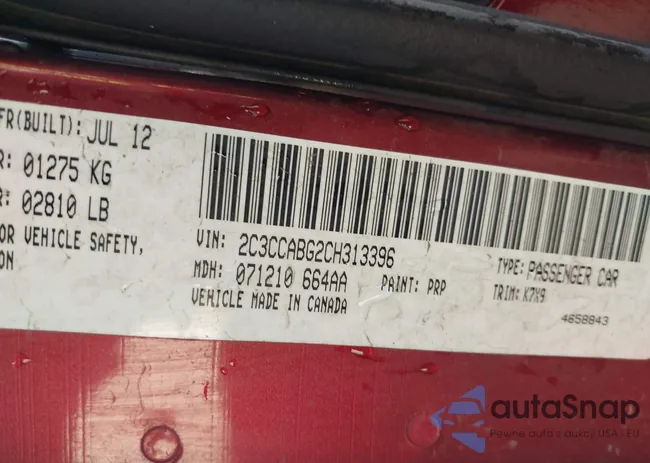 FR(BUILT): JUL 12
R: 01275 KG
R: 02810 LB
OR VEHICLE SAFETY,
ON
VIN: 2C3CCABG2CH313396
MDH: 071210 664AA
PAINT: PRP
VEHICLE MADE IN CANADA
TYPE: PASSENGER CAR
TRIM: K7X9
4658843
autaSnap
Pewne auta z aukcji USA - EU